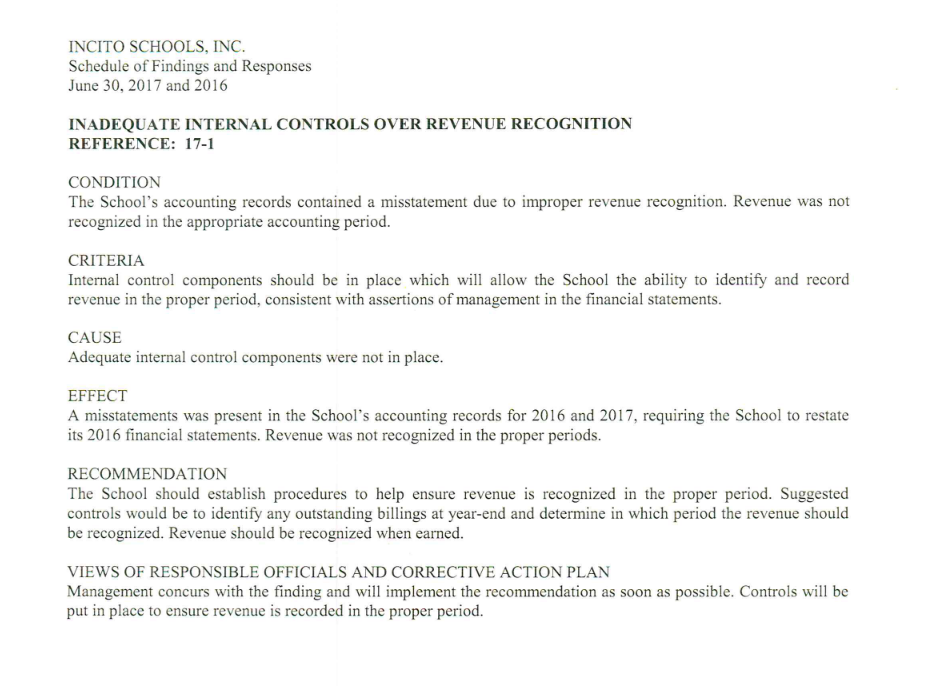 INCITO SCHOOLS, INC.
Schedule of Findings and Responses
June 30, 2017 and 2016
INADEQUATE INTERNAL CONTROLS OVER REVENUE RECOGNITION
REFERENCE: 17-1
CONDITION
The School's accounting records contained a misstatement due to improper revenue recognition. Revenue was not
recognized in the appropriate accounting period.
CRITERIA
Internal control components should be in place which will allow the School the ability to identify and record
revenue in the proper period, consistent with assertions of management in the financial statements.
CAUSE
Adequate internal control components were not in place.
EFFECT
A misstatements was present in the School's accounting records for 2016 and 2017, requiring the School to restate
its 2016 financial statements. Revenue was not recognized in the proper periods.
RECOMMENDATION
The School should establish procedures to help ensure revenue is recognized in the proper period. Suggested
controls would be to identify any outstanding billings at year-end and determine in which period the revenue should
be recognized. Revenue should be recognized when earned.
VIEWS OF RESPONSIBLE OFFICIALS AND CORRECTIVE ACTION PLAN
Management concurs with the finding and will implement the recommendation as soon as possible. Controls will be
put in place to ensure revenue is recorded in the proper period.